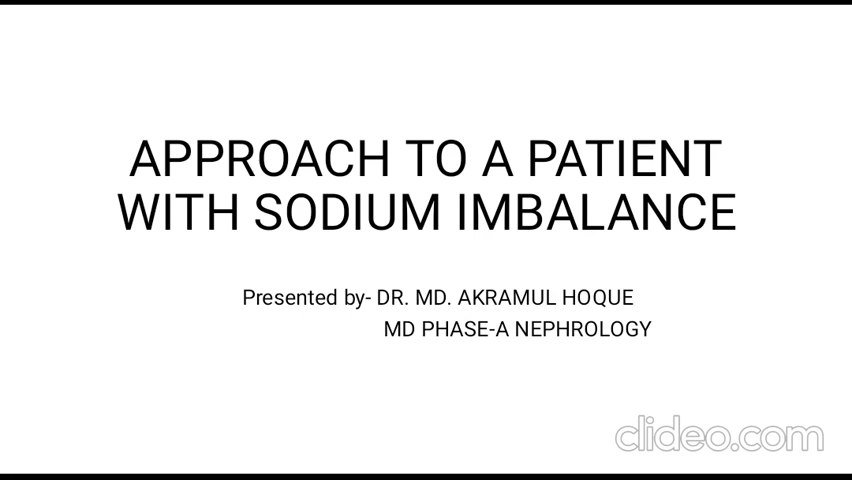 APPROACH TO A PATIENT
WITH SODIUM IMBALANCE
Presented by- DR. MD. AKRAMUL HOQUE
MD PHASE-A NEPHROLOGY
clideo.com